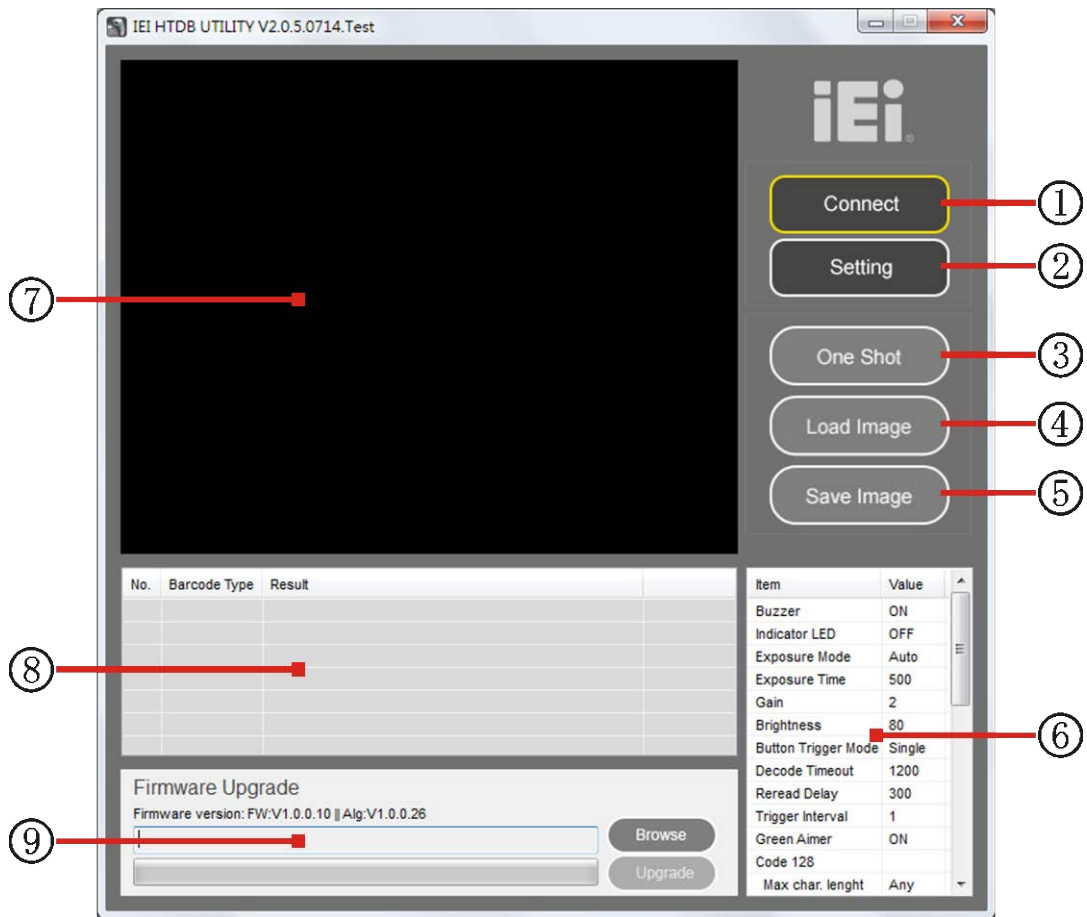 IEI HTDB UTILITY V2.0.5.0714.Test
iEi®
Connect
①
Setting
②
⑦
One Shot
③
Load Image
④
Save Image
⑤
No. Barcode Type Result
Item Value
Buzzer ON
Indicator LED OFF
Exposure Mode Auto
⑧
Exposure Time 500
Gain 2
Brightness 80
⑥
Button Trigger Mode Single
Decode Timeout 1200
Reread Delay 300
Trigger Interval 1
Green Aimer ON
Code 128
Max char. lenght Any
Firmware Upgrade
Firmware version: FW:V1.0.0.10 || Alg:V1.0.0.26
⑨
Browse
Upgrade